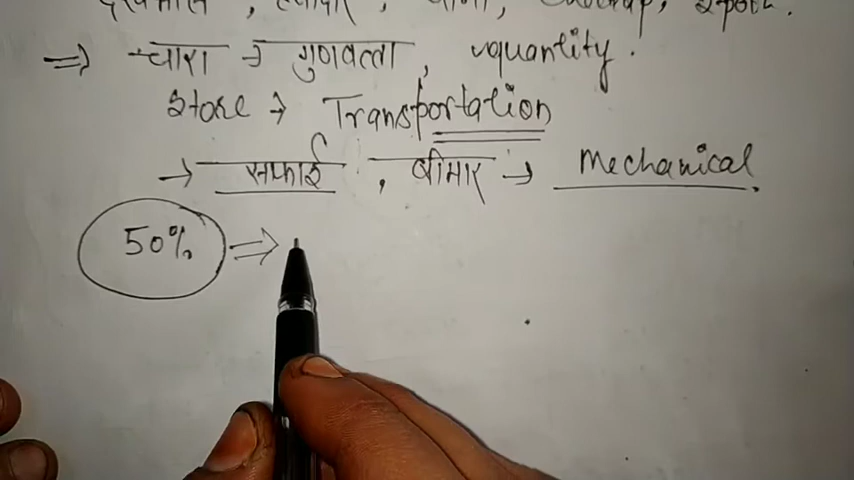 ⇒ चारा → गुणवत्ता, quantity.
Store → Transportation
→ सफाई, बीमार → Mechanical.
50% ⇒